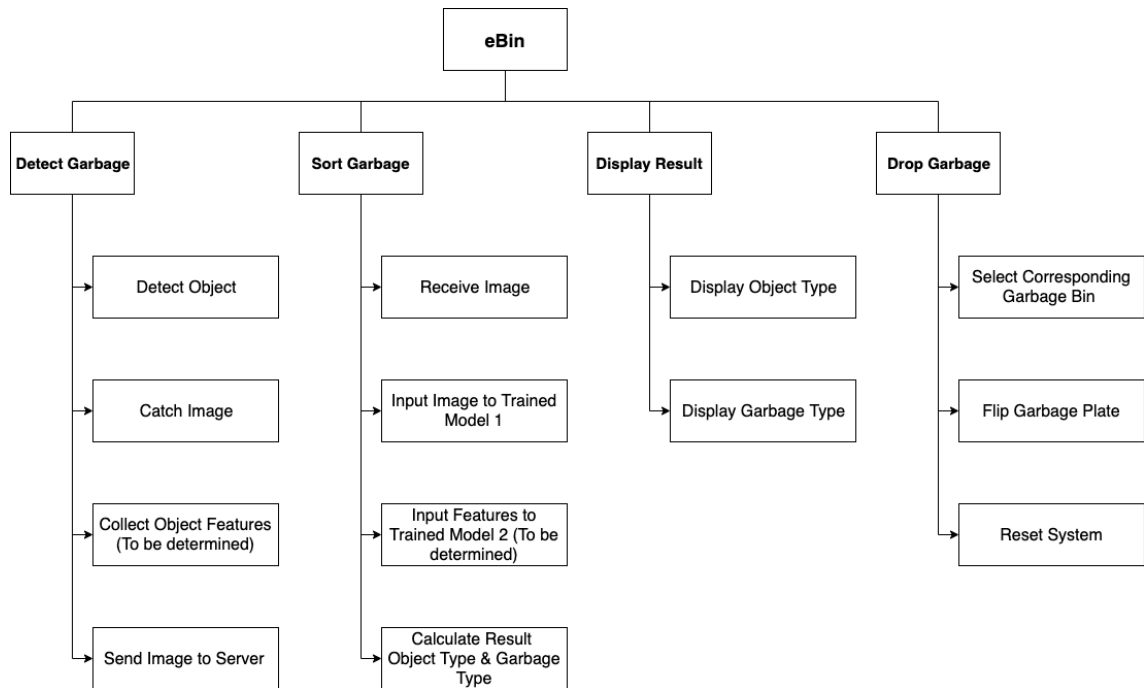 eBin
Detect Garbage
Sort Garbage
Display Result
Drop Garbage
Detect Object
Receive Image
Display Object Type
Select Corresponding
Garbage Bin
Catch Image
Input Image to Trained
Model 1
Display Garbage Type
Flip Garbage Plate
Collect Object Features
(To be determined)
Input Features to
Trained Model 2 (To be
determined)
Reset System
Send Image to Server
Calculate Result
Object Type & Garbage
Type